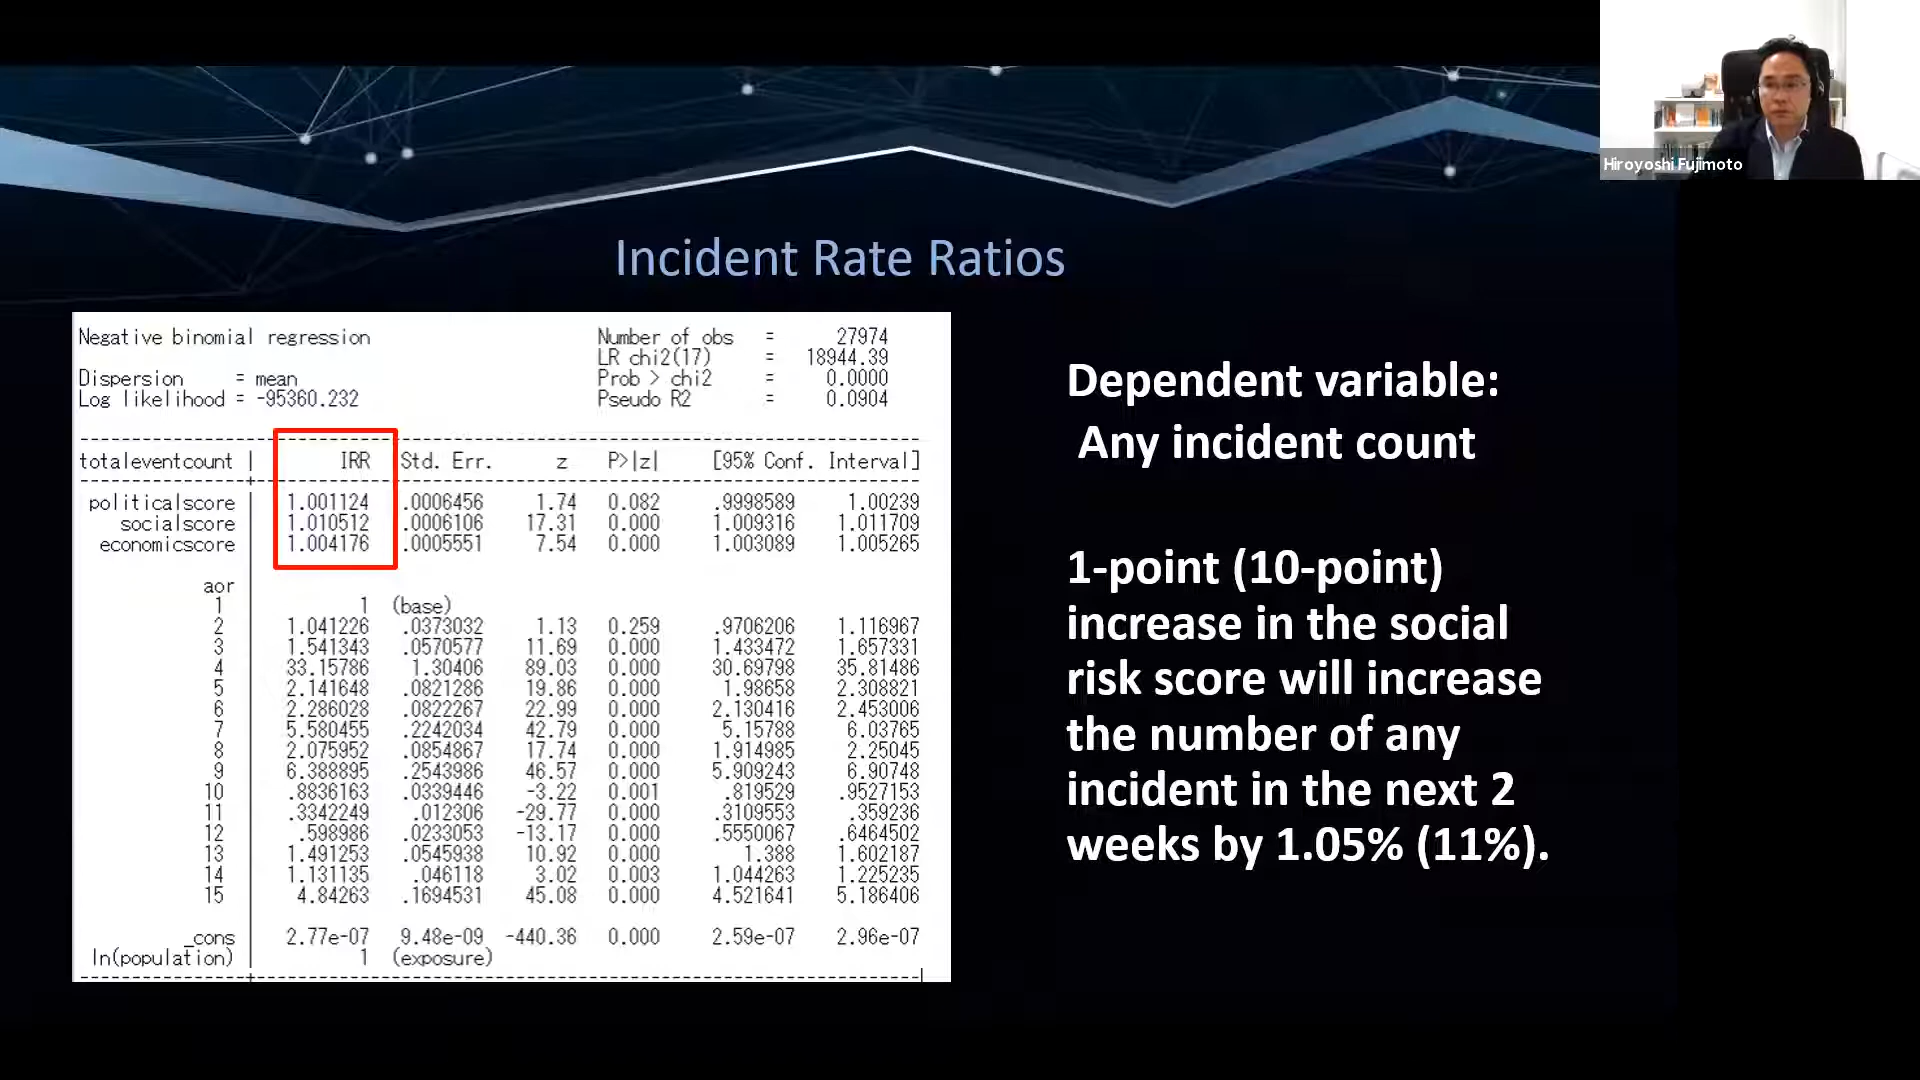 Hiroyoshi Fujimoto
Incident Rate Ratios
Negative binomial regression Number of obs = 27974
LR chi2(17) = 18944.39
Dispersion = mean Prob > chi2 = 0.0000
Log likelihood = -95360.232 Pseudo R2 = 0.0904
totaleventcount | IRR Std. Err. z P>|z| [95% Conf. Interval]
politicalscore | 1.001124 .0006456 1.74 0.082 .9998589 1.00239
socialscore | 1.010512 .0006106 17.31 0.000 1.009316 1.011709
economicscore | 1.004176 .0005551 7.54 0.000 1.003089 1.005265
aor |
1 | 1 (base)
2 | 1.041226 .0373032 1.13 0.259 .9706206 1.116967
3 | 1.541343 .0570577 11.69 0.000 1.433472 1.657331
4 | 33.15786 1.30406 89.03 0.000 30.69798 35.81486
5 | 2.141648 .0821286 19.86 0.000 1.98658 2.308821
6 | 2.286028 .0822267 22.99 0.000 2.130416 2.453006
7 | 5.580455 .2242034 42.79 0.000 5.15788 6.03765
8 | 2.075952 .0854867 17.74 0.000 1.914985 2.25045
9 | 6.388895 .2543986 46.57 0.000 5.909243 6.90748
10 | .8836163 .0339446 -3.22 0.001 .819529 .9527153
11 | .3342249 .012306 -29.77 0.000 .3109553 .359236
12 | .598986 .0233053 -13.17 0.000 .5550067 .6464502
13 | 1.491253 .0545938 10.92 0.000 1.388 1.602187
14 | 1.131135 .046118 3.02 0.003 1.044263 1.225235
15 | 4.84263 .1694531 45.08 0.000 4.521641 5.186406
_cons | 2.77e-07 9.48e-09 -440.36 0.000 2.59e-07 2.96e-07
ln(population) | 1 (exposure)
Dependent variable:
Any incident count
1-point (10-point)
increase in the social
risk score will increase
the number of any
incident in the next 2
weeks by 1.05% (11%).